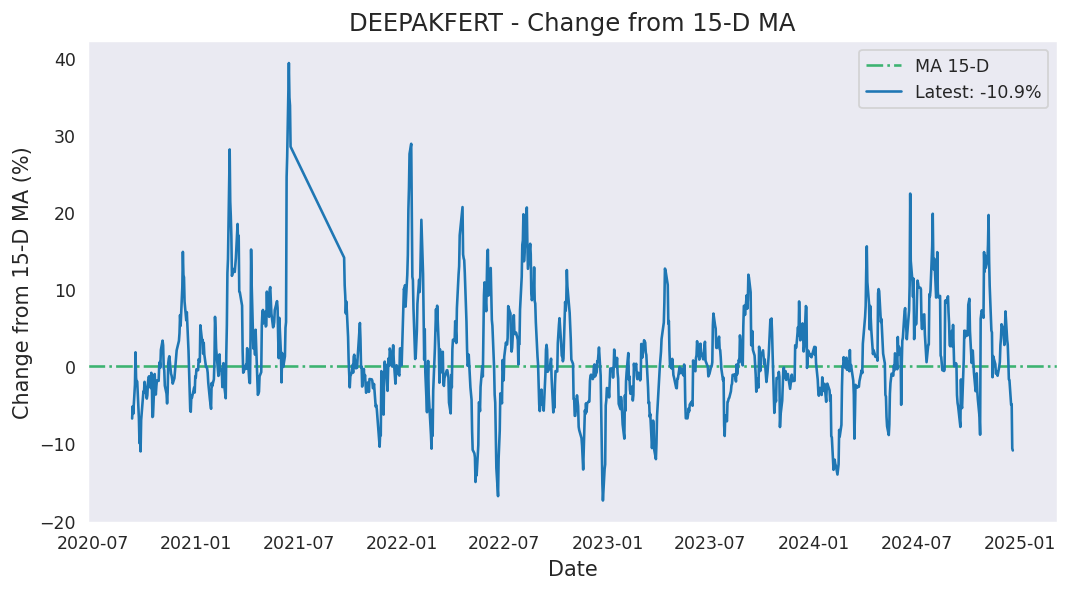 DEEPAKFERT - Change from 15-D MA
MA 15-D
Latest: -10.9%
Change from 15-D MA (%)
40
30
20
10
0
−10
−20
2020-07 2021-01 2021-07 2022-01 2022-07 2023-01 2023-07 2024-01 2024-07 2025-01
Date